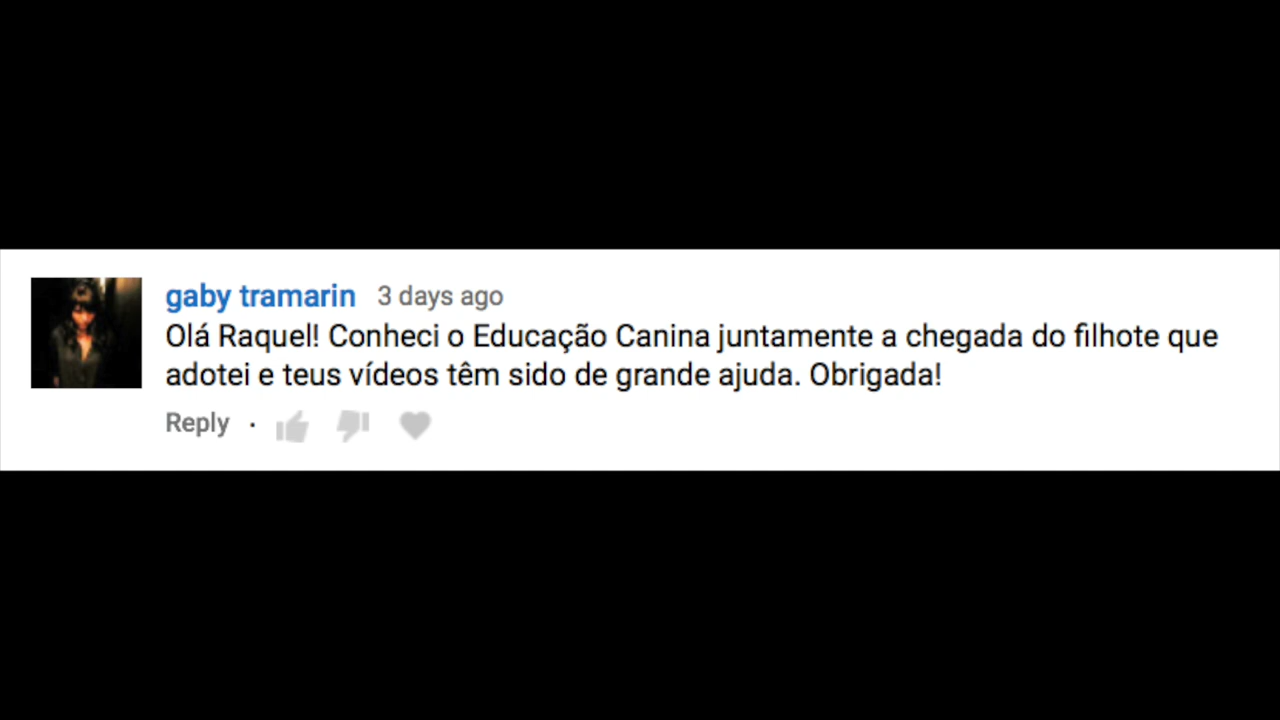 gaby tramarin 3 days ago
Olá Raquel! Conheci o Educação Canina juntamente a chegada do filhote que
adotei e teus vídeos têm sido de grande ajuda. Obrigada!
Reply ·